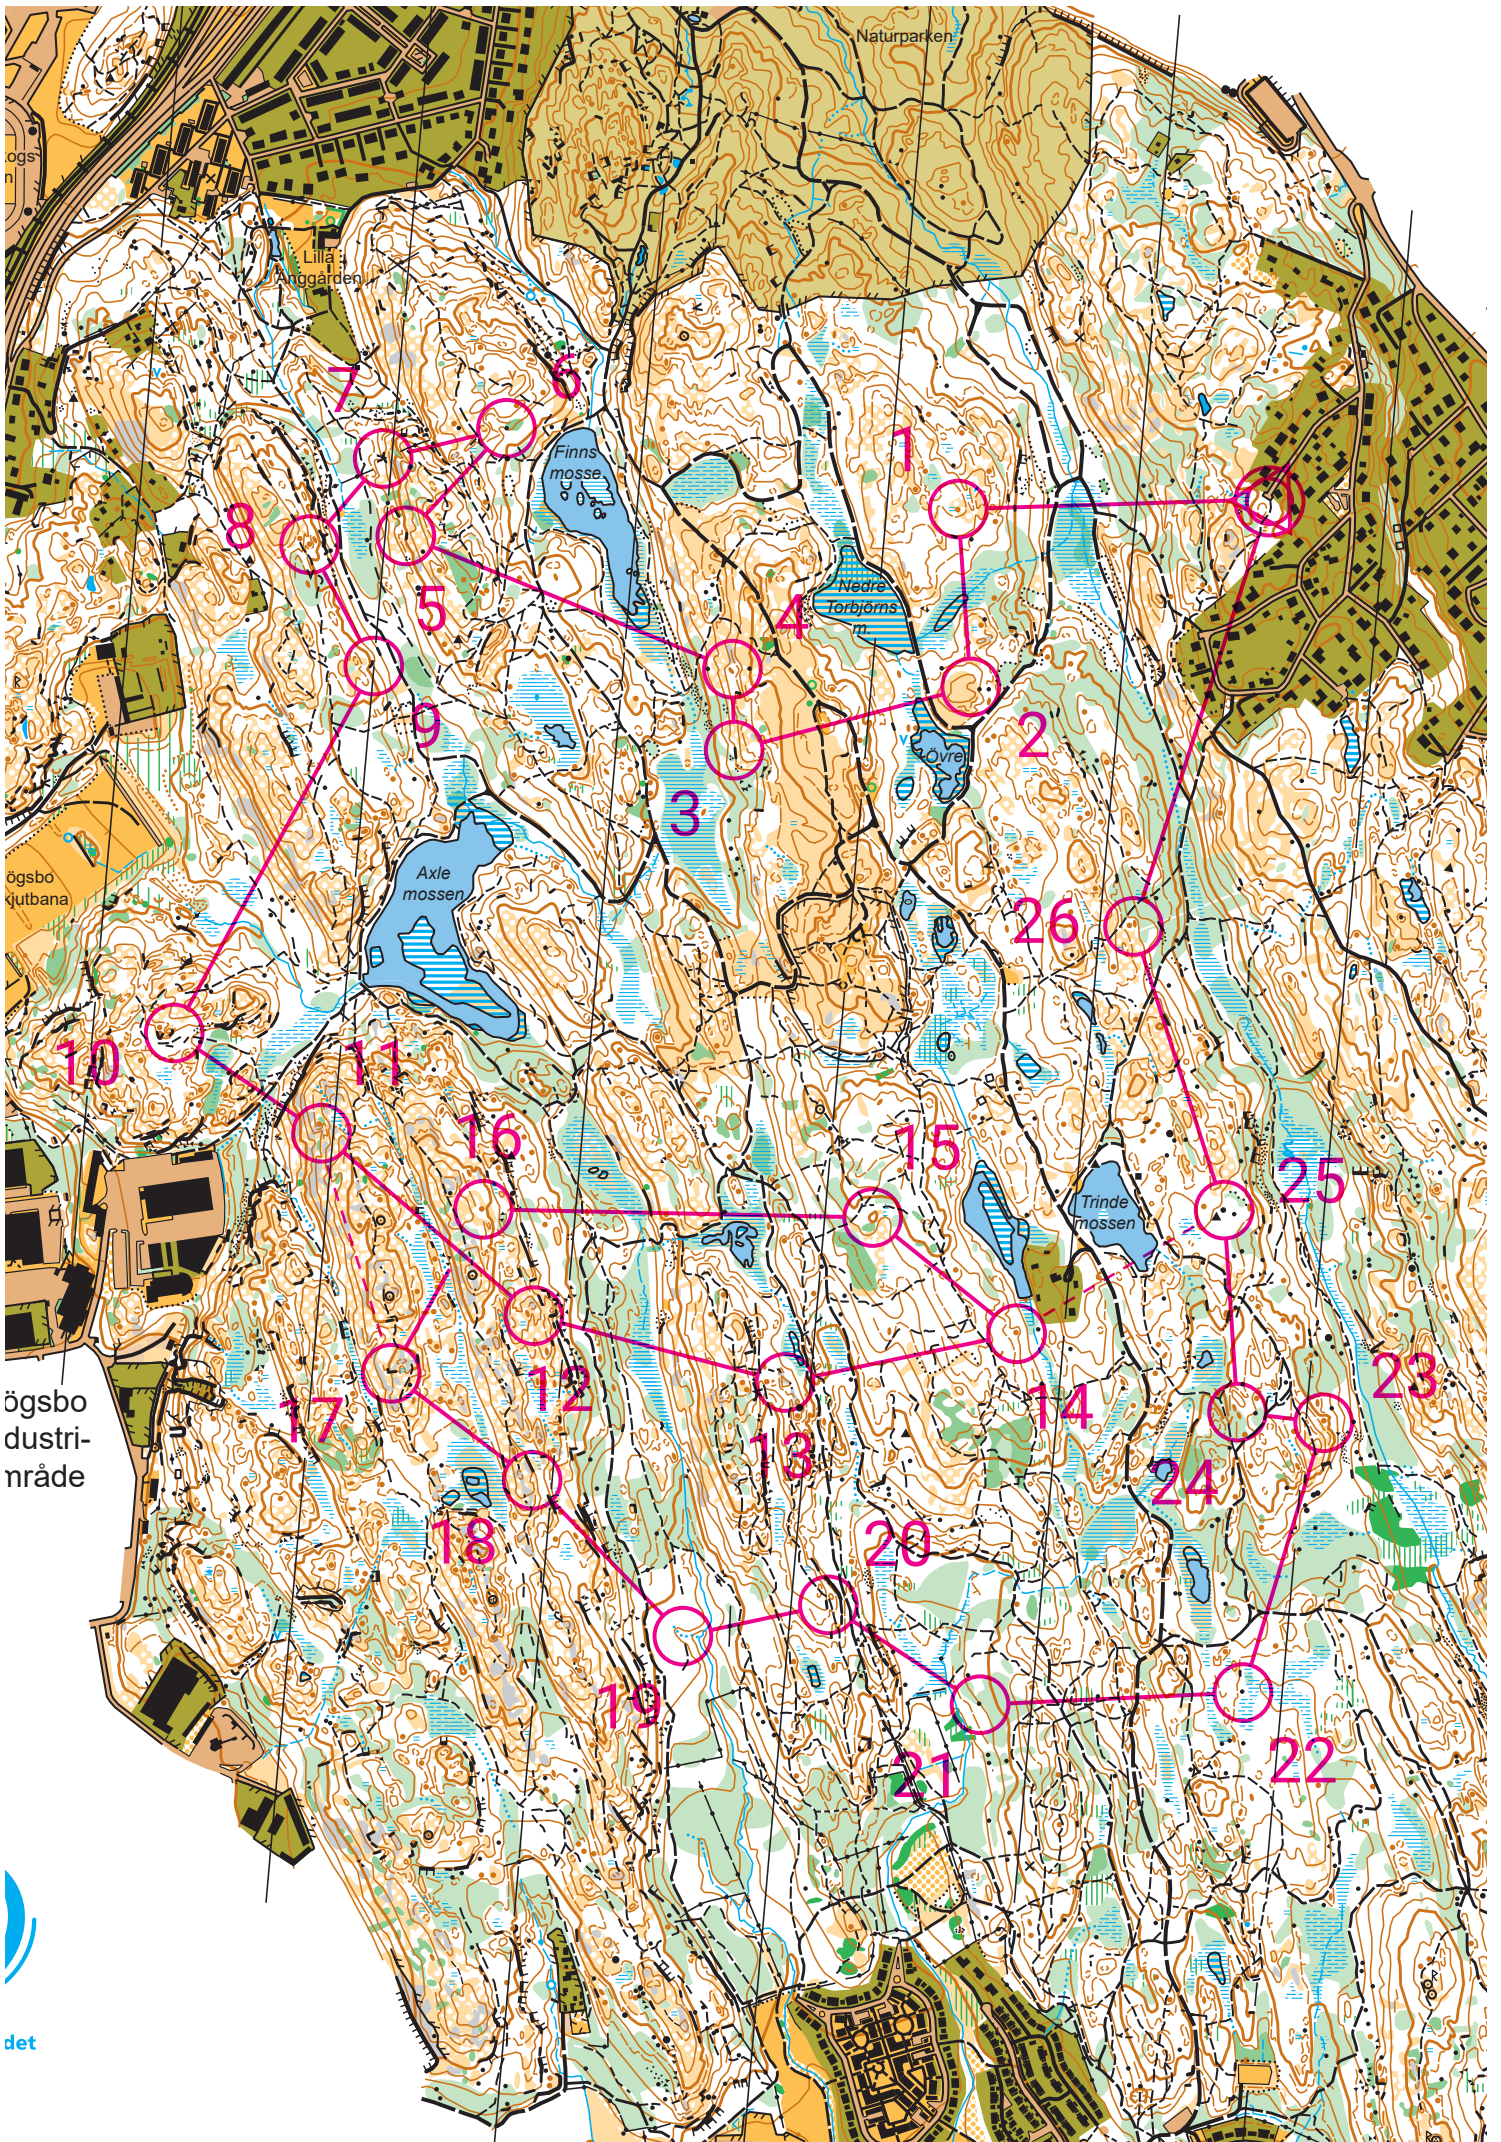 Naturparken
ogs
n
Lilla
Änggården
7
6
Finns
mosse
1
8
5
4
Nedre
Torbjörns
m.
9
2
Övre
3
Axle
mossen
ögsbo
kjutbana
26
10
11
16
15
25
Trinde
mossen
12
14
23
17
13
ögsbo
dustri-
mråde
18
24
20
19
21
22
det